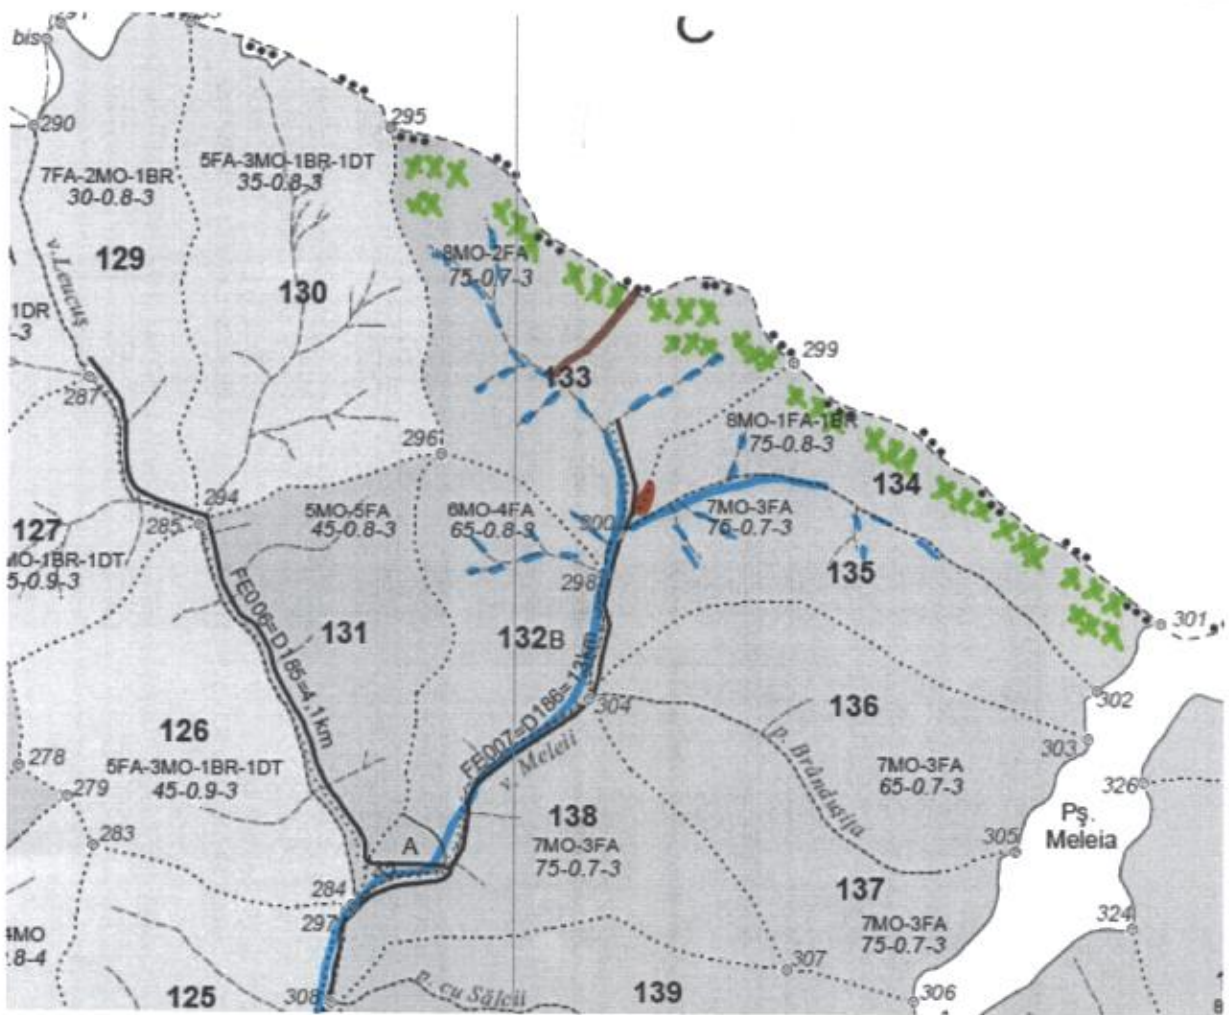 bis
290
295
7FA-2MO-1BR
30-0.8-3
5FA-3MO-1BR-1DT
35-0.8-3
v.Leucuș
129
130
8MO-2FA
75-0.7-3
1DR
-3
299
133
287
296
8MO-1FA-1BR
75-0.8-3
294
134
285
5MO-5FA
45-0.8-3
6MO-4FA
65-0.8-3
7MO-3FA
75-0.7-3
127
MO-1BR-1DT
5-0.9-3
298
135
FE006=D185=4,1km
131
132B
301
304
302
136
303
126
FE007=D186=13km
v. Meleii
p. Brândușița
278
5FA-3MO-1BR-1DT
45-0.9-3
7MO-3FA
65-0.7-3
279
326
138
Pș.
Meleia
283
A
7MO-3FA
75-0.7-3
305
284
137
297
7MO-3FA
75-0.7-3
324
4MO
.8-4
307
125
308
p. cu Sălcii
139
306